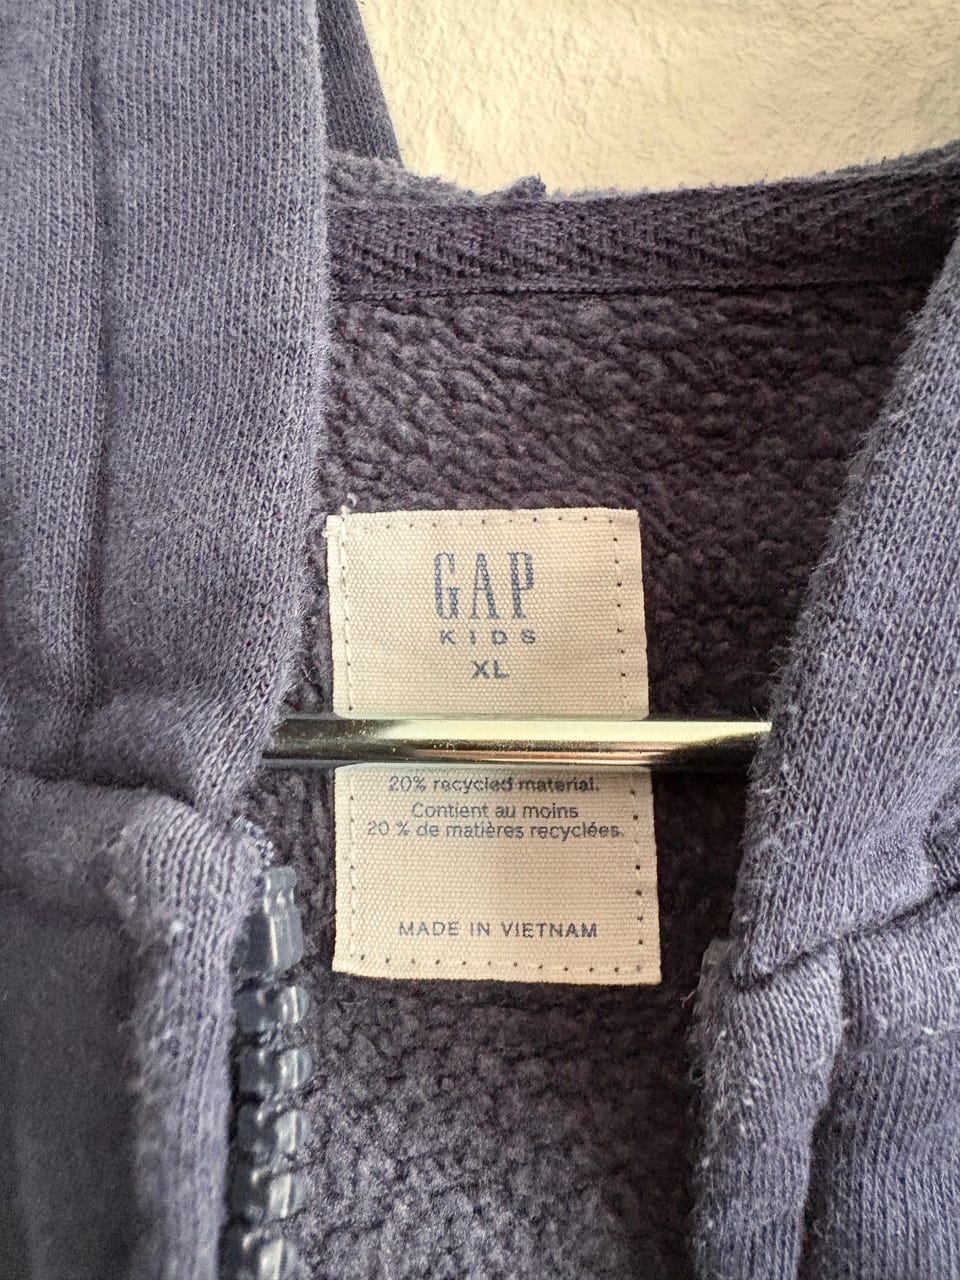 GAP
KIDS
XL
20% recycled material.
Contient au moins
20 % de matières recyclées.
MADE IN VIETNAM